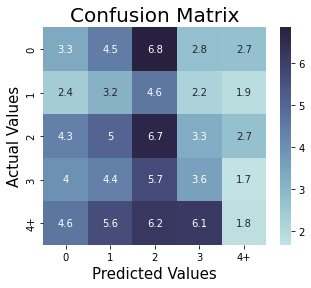 Confusion Matrix
Actual Values
0 3.3 4.5 6.8 2.8 2.7
1 2.4 3.2 4.6 2.2 1.9
2 4.3 5 6.7 3.3 2.7
3 4 4.4 5.7 3.6 1.7
4+ 4.6 5.6 6.2 6.1 1.8
0 1 2 3 4+
Predicted Values
6
5
4
3
2